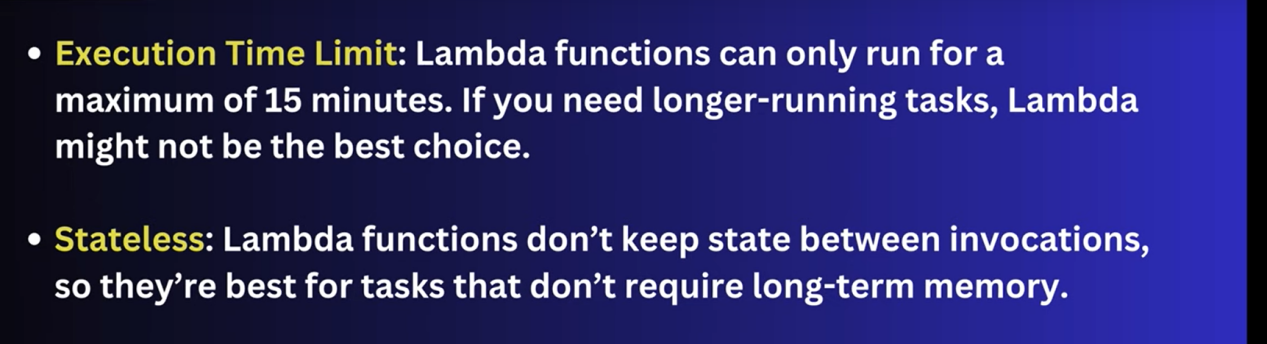 • Execution Time Limit: Lambda functions can only run for a
maximum of 15 minutes. If you need longer-running tasks, Lambda
might not be the best choice.
• Stateless: Lambda functions don’t keep state between invocations,
so they’re best for tasks that don’t require long-term memory.